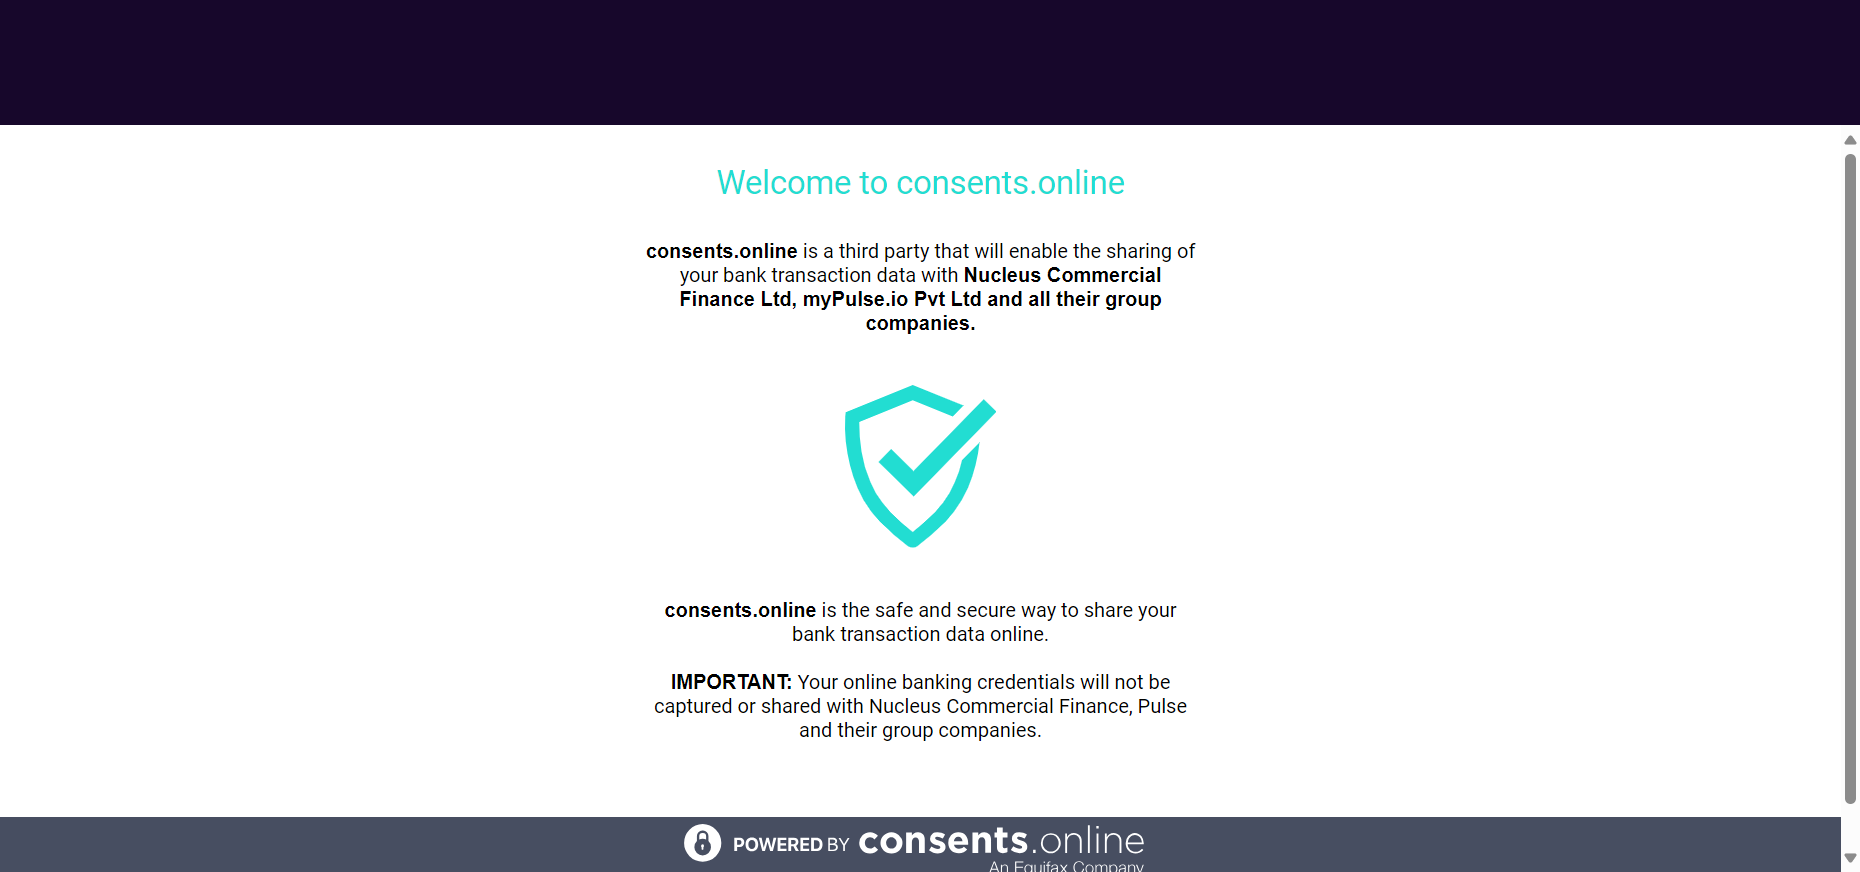 Welcome to consents.online
consents.online is a third party that will enable the sharing of
your bank transaction data with Nucleus Commercial
Finance Ltd, myPulse.io Pvt Ltd and all their group
companies.
consents.online is the safe and secure way to share your
bank transaction data online.
IMPORTANT: Your online banking credentials will not be
captured or shared with Nucleus Commercial Finance, Pulse
and their group companies.
POWERED BY consents.online
An Equifax Company